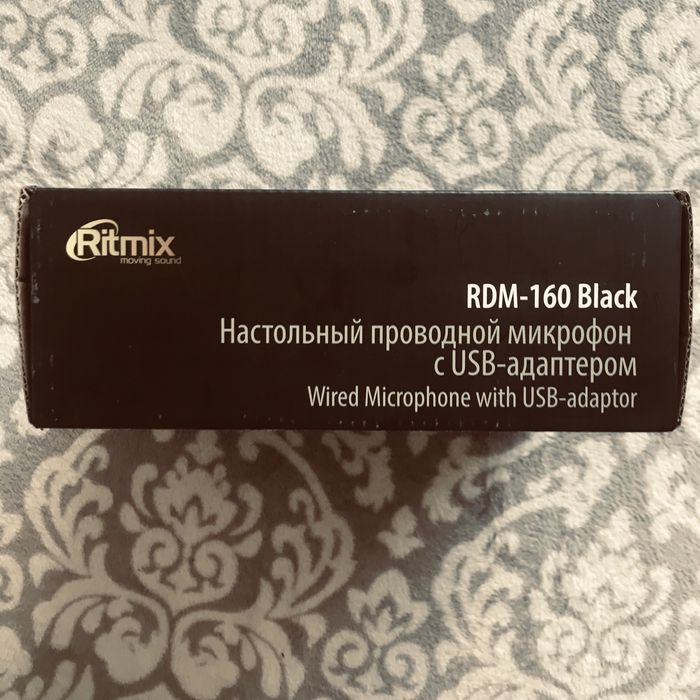 Ritmix
moving sound
RDM-160 Black
Настольный проводной микрофон
с USB-адаптером
Wired Microphone with USB-adaptor